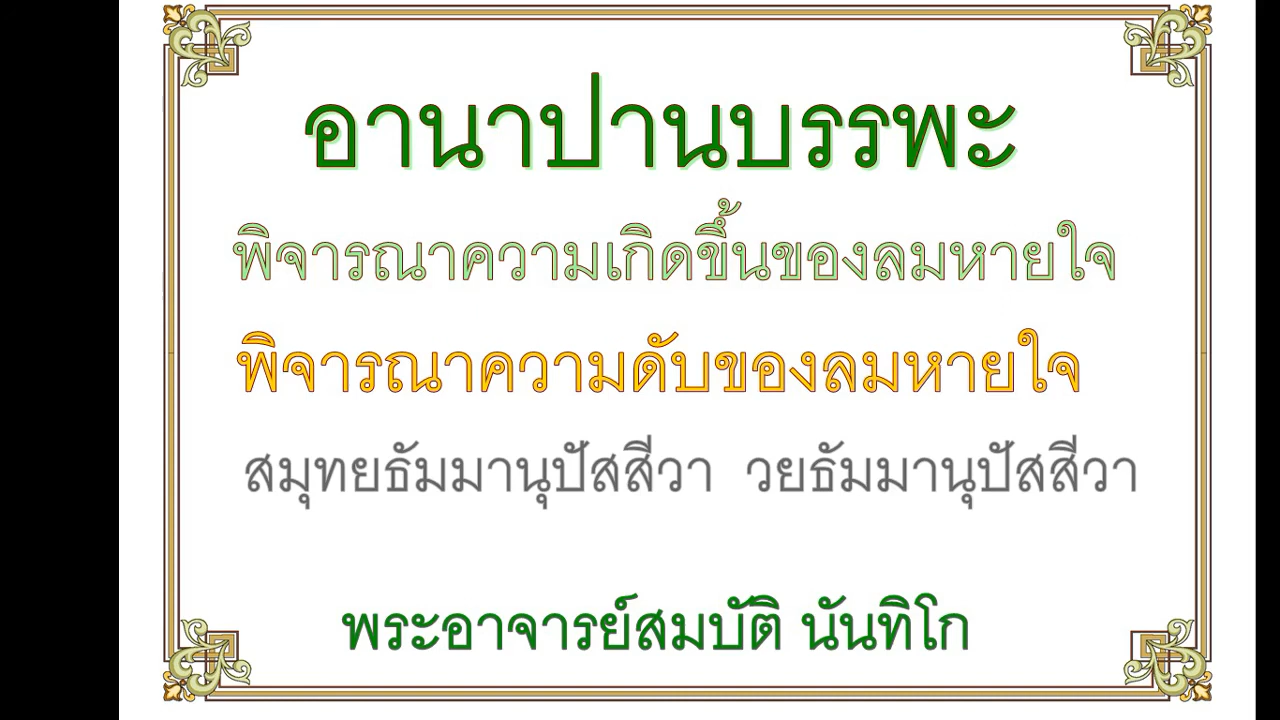 อานาปานบรรพะ
พิจารณาความเกิดขึ้นของลมหายใจ
พิจารณาความดับของลมหายใจ
สมุทยธัมมานุปัสสีวา วยธัมมานุปัสสีวา
พระอาจารย์สมบัติ นันทิโก